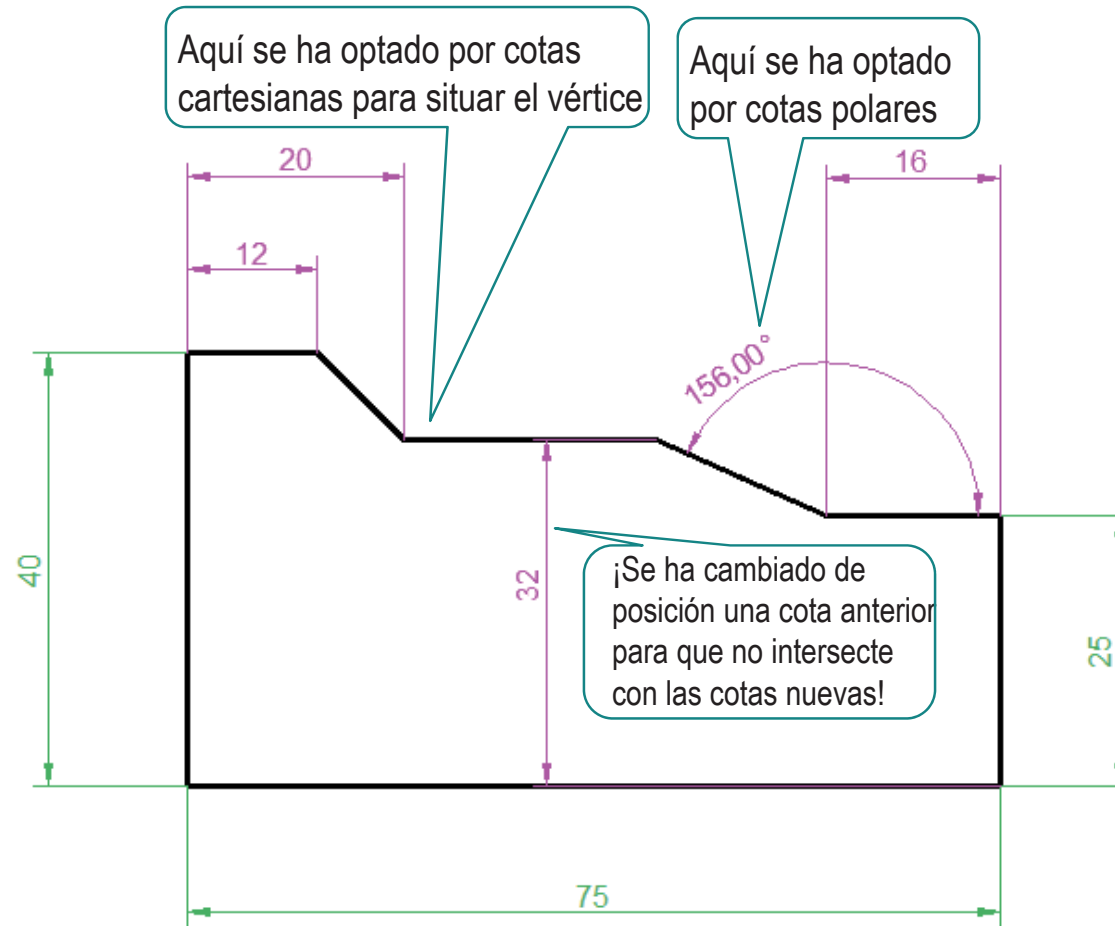 Aquí se ha optado por cotas
cartesianas para situar el vértice
Aquí se ha optado
por cotas polares
20
16
12
156,00°
40
32
¡Se ha cambiado de
posición una cota anterior
para que no intersecte
con las cotas nuevas!
25
75